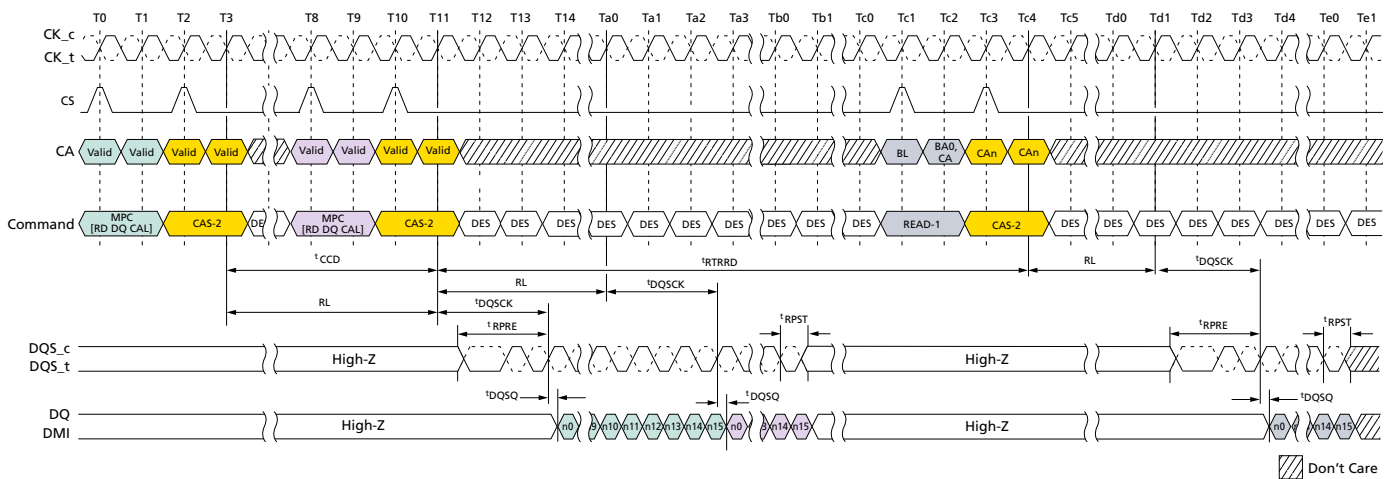 T0 T1 T2 T3 T8 T9 T10 T11 T12 T13 T14 Ta0 Ta1 Ta2 Ta3 Tb0 Tb1 Tc0 Tc1 Tc2 Tc3 Tc4 Tc5 Td0 Td1 Td2 Td3 Td4 Te0 Te1
CK_c
CK_t
CS
CA Valid Valid Valid Valid Valid Valid Valid Valid BL BA0, CA CAn CAn
Command MPC [RD DQ CAL] CAS-2 DE MPC [RD DQ CAL] CAS-2 DES DES DES DES DES DES DES DES DES DES READ-1 CAS-2 DES DES DES DES DES DES DES DES
tCCD tRTRRD RL tDQSCK
RL tDQSCK
RL tDQSCK
tRPRE tRPST tRPRE tRPST
DQS_c
DQS_t
High-Z High-Z
tDQSQ tDQSQ tDQSQ
DQ
DMI
High-Z n0 9 n10 n11 n12 n13 n14 n15 n0 3 n14 n15 High-Z n0 n14 n15
Don't Care